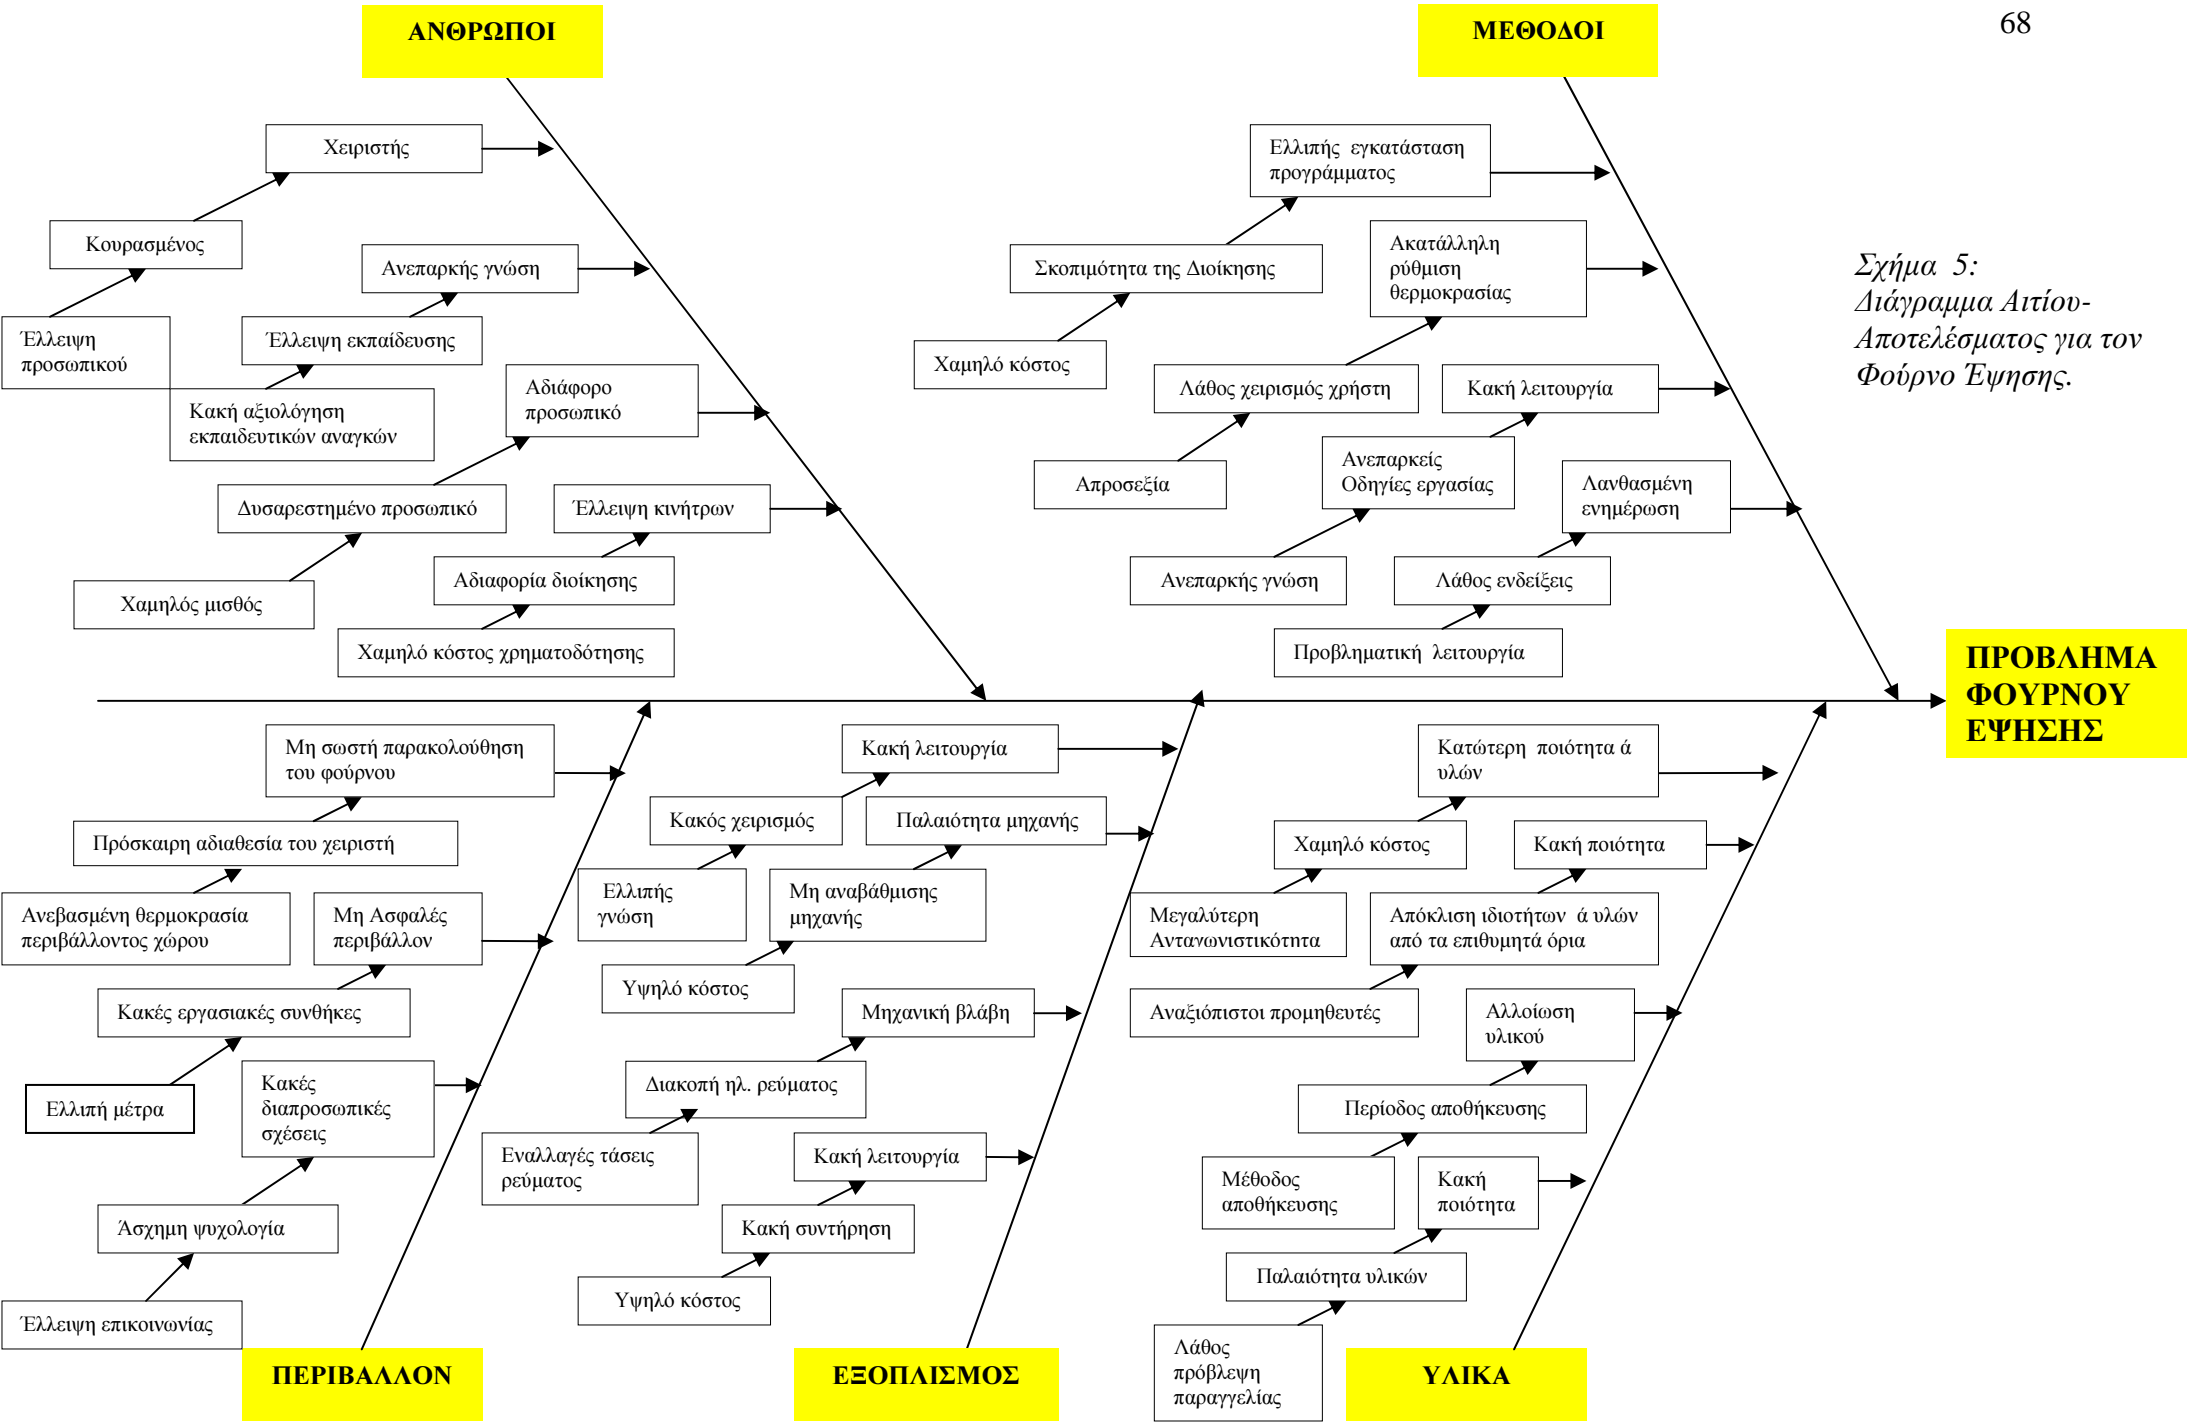 68
ΑΝΘΡΩΠΟΙ
ΜΕΘΟΔΟΙ
Χειριστής
Κουρασμένος
Έλλειψη
προσωπικού
Ανεπαρκής γνώση
Έλλειψη εκπαίδευσης
Κακή αξιολόγηση
εκπαιδευτικών αναγκών
Αδιάφορο
προσωπικό
Δυσαρεστημένο προσωπικό
Χαμηλός μισθός
Έλλειψη κινήτρων
Αδιαφορία διοίκησης
Χαμηλό κόστος χρηματοδότησης
Ελλιπής εγκατάσταση
προγράμματος
Σκοπιμότητα της Διοίκησης
Χαμηλό κόστος
Ακατάλληλη
ρύθμιση
θερμοκρασίας
Λάθος χειρισμός χρήστη
Απροσεξία
Κακή λειτουργία
Ανεπαρκείς
Οδηγίες εργασίας
Ανεπαρκής γνώση
Λανθασμένη
ενημέρωση
Λάθος ενδείξεις
Προβληματική λειτουργία
Σχήμα 5:
Διάγραμμα Αιτίου-
Αποτελέσματος για τον
Φούρνο Έψησης.
ΠΡΟΒΛΗΜΑ
ΦΟΥΡΝΟΥ
ΕΨΗΣΗΣ
Μη σωστή παρακολούθηση
του φούρνου
Πρόσκαιρη αδιαθεσία του χειριστή
Ανεβασμένη θερμοκρασία
περιβάλλοντος χώρου
Μη Ασφαλές
περιβάλλον
Κακές εργασιακές συνθήκες
Ελλιπή μέτρα
Κακές
διαπροσωπικές
σχέσεις
Άσχημη ψυχολογία
Έλλειψη επικοινωνίας
Κακή λειτουργία
Κακός χειρισμός
Ελλιπής
γνώση
Παλαιότητα μηχανής
Μη αναβάθμισης
μηχανής
Υψηλό κόστος
Μηχανική βλάβη
Διακοπή ηλ. ρεύματος
Εναλλαγές τάσεις
ρεύματος
Κακή λειτουργία
Κακή συντήρηση
Υψηλό κόστος
Κατώτερη ποιότητα ά
υλών
Χαμηλό κόστος
Μεγαλύτερη
Ανταγωνιστικότητα
Κακή ποιότητα
Απόκλιση ιδιοτήτων ά υλών
από τα επιθυμητά όρια
Αναξιόπιστοι προμηθευτές
Αλλοίωση
υλικού
Περίοδος αποθήκευσης
Μέθοδος
αποθήκευσης
Κακή
ποιότητα
Παλαιότητα υλικών
Λάθος
πρόβλεψη
παραγγελίας
ΠΕΡΙΒΑΛΛΟΝ
ΕΞΟΠΛΙΣΜΟΣ
ΥΛΙΚΑ